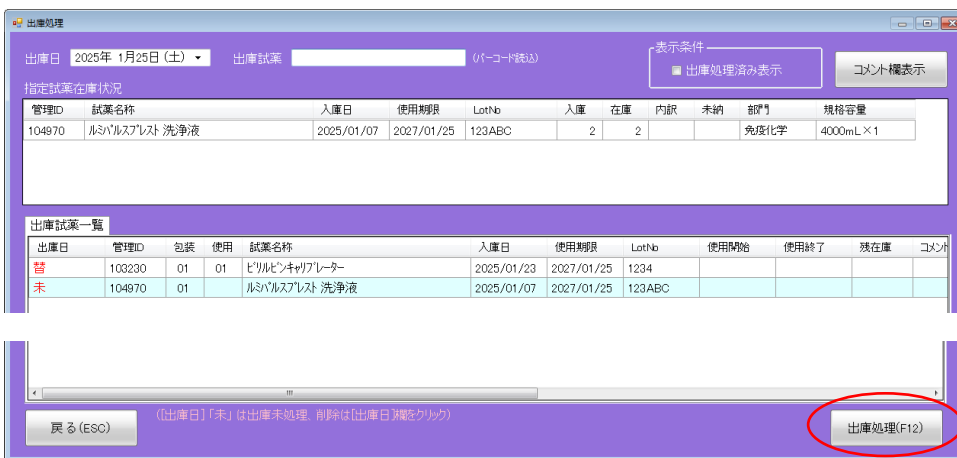 出庫処理
出庫日 2025年 1月25日(土) 出庫試薬 (バーコード読込) 表示条件
出庫処理済み表示 コメント欄表示
指定試薬在庫状況
管理ID 試薬名称 入庫日 使用期限 LotNo 入庫 在庫 内訳 未納 部門 規格容量
104970 ルミパルスプレスト 洗浄液 2025/01/07 2027/01/25 123ABC 2 2 免疫化学 4000mL×1
出庫試薬一覧
出庫日 管理ID 包装 使用 試薬名称 入庫日 使用期限 LotNo 使用開始 使用終了 残在庫 コメント
替 103230 01 01 ビリルビンキャリブレーター 2025/01/23 2027/01/25 1234
未 104970 01 ルミパルスプレスト 洗浄液 2025/01/07 2027/01/25 123ABC
戻る(ESC) ([出庫日]「未」は出庫未処理、削除は[出庫日]欄をクリック) 出庫処理(F12)